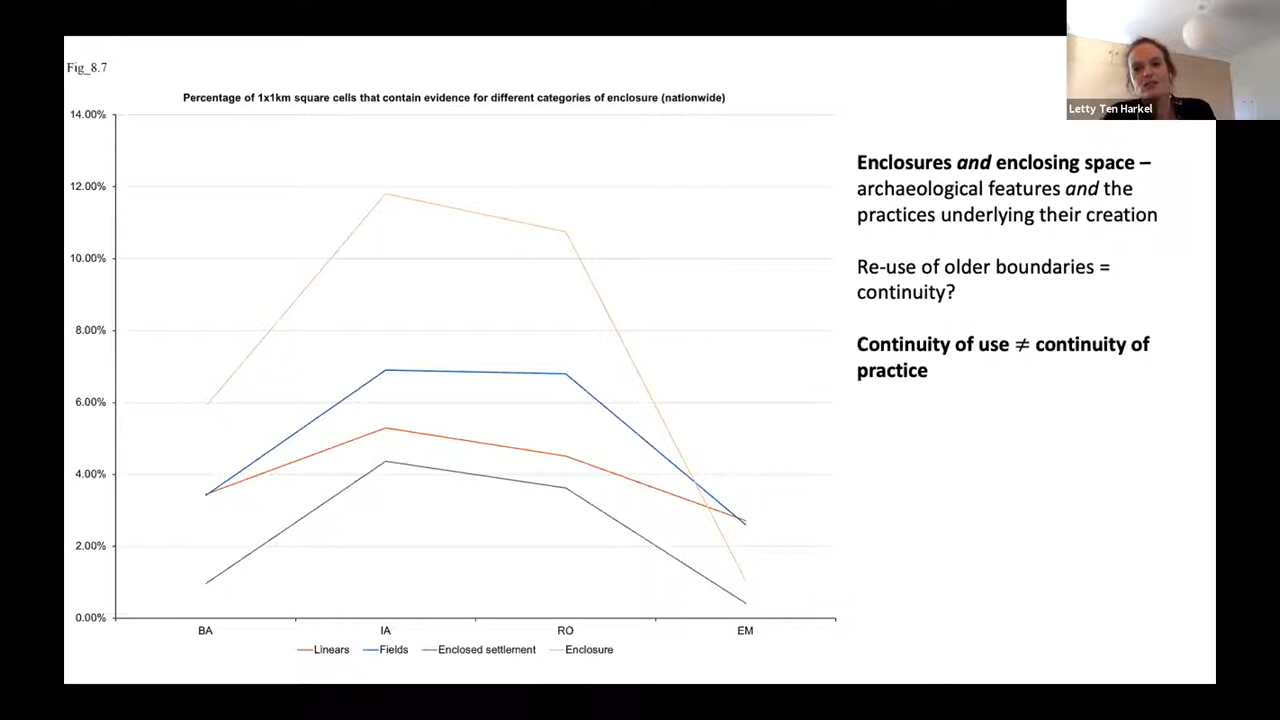 Fig_8.7
Letty Ten Harkel
Percentage of 1x1km square cells that contain evidence for different categories of enclosure (nationwide)
14.00%
12.00%
10.00%
8.00%
6.00%
4.00%
2.00%
0.00%
BA IA RO EM
Linears Fields Enclosed settlement Enclosure
Enclosures and enclosing space –
archaeological features and the
practices underlying their creation
Re-use of older boundaries =
continuity?
Continuity of use ≠ continuity of
practice